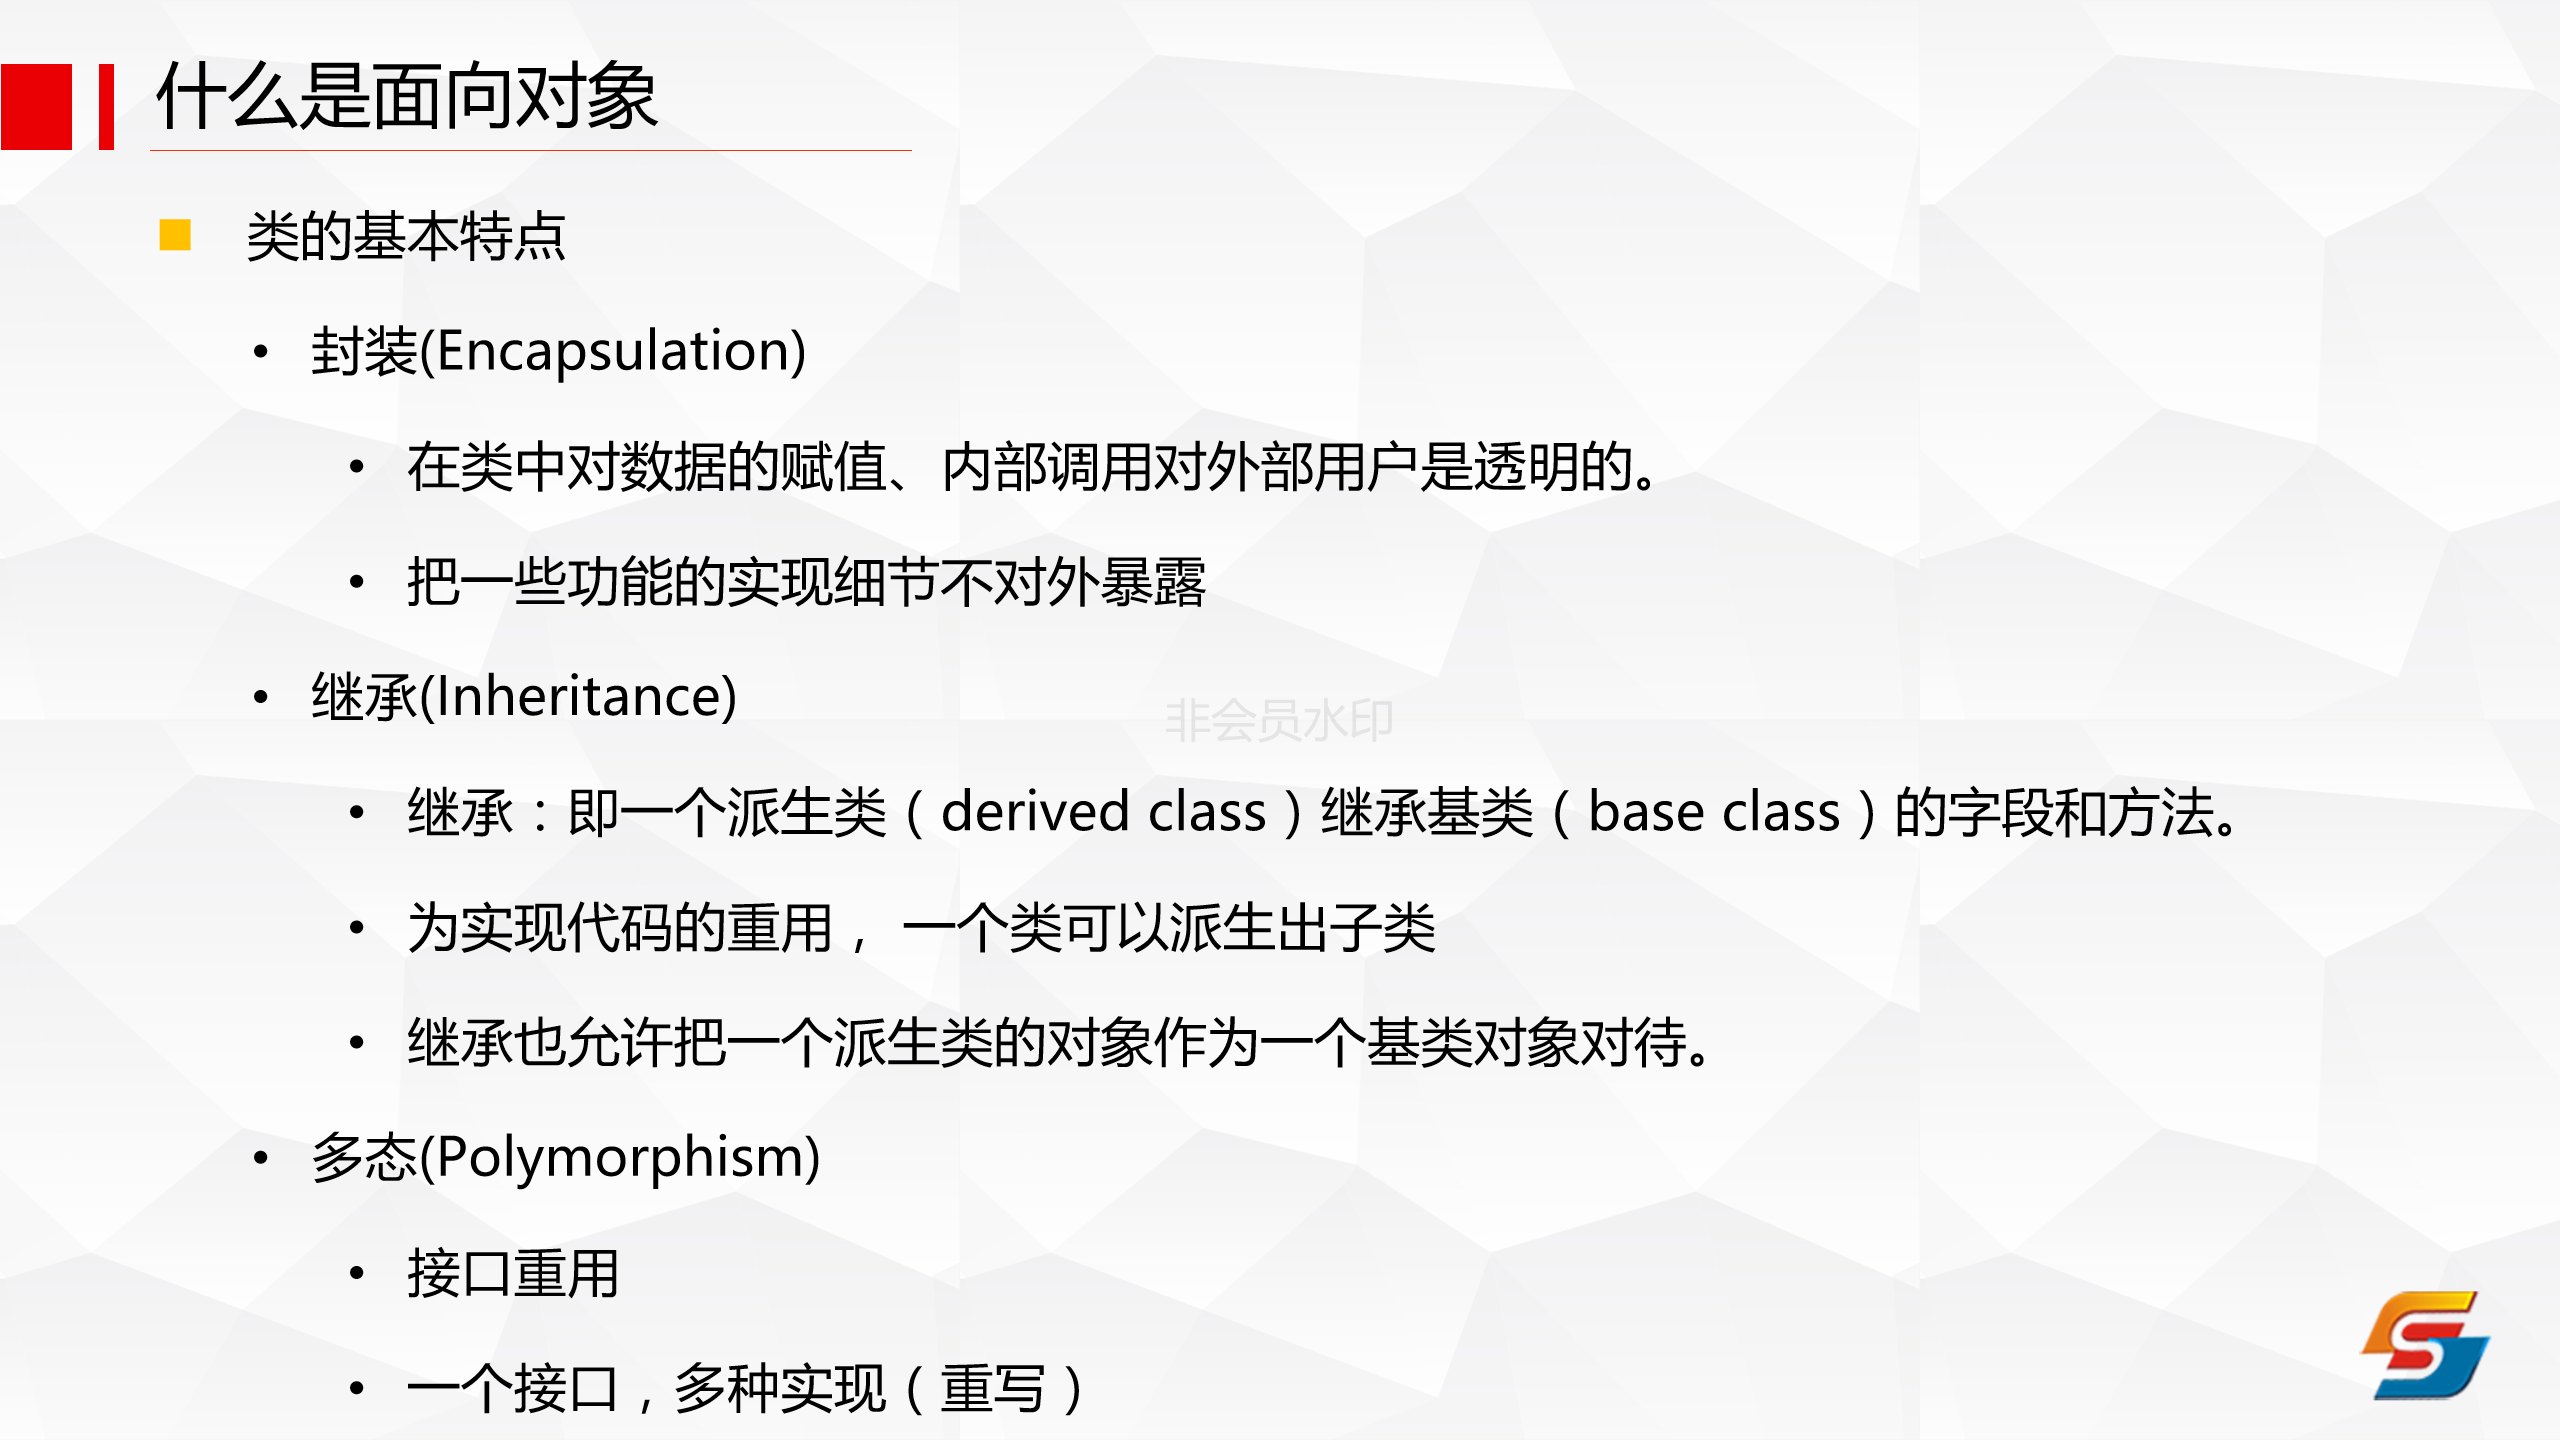 什么是面向对象
类的基本特点
• 封装(Encapsulation)
• 在类中对数据的赋值、内部调用对外部用户是透明的。
• 把一些功能的实现细节不对外暴露
• 继承(Inheritance)
非会员水印
• 继承：即一个派生类（derived class）继承基类（base class）的字段和方法。
• 为实现代码的重用， 一个类可以派生出子类
• 继承也允许把一个派生类的对象作为一个基类对象对待。
• 多态(Polymorphism)
• 接口重用
• 一个接口，多种实现（重写）